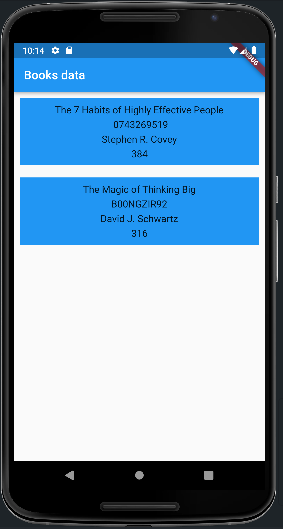 10:14
DEBUG
Books data
The 7 Habits of Highly Effective People
0743269519
Stephen R. Covey
384
The Magic of Thinking Big
B00NGZIR92
David J. Schwartz
316